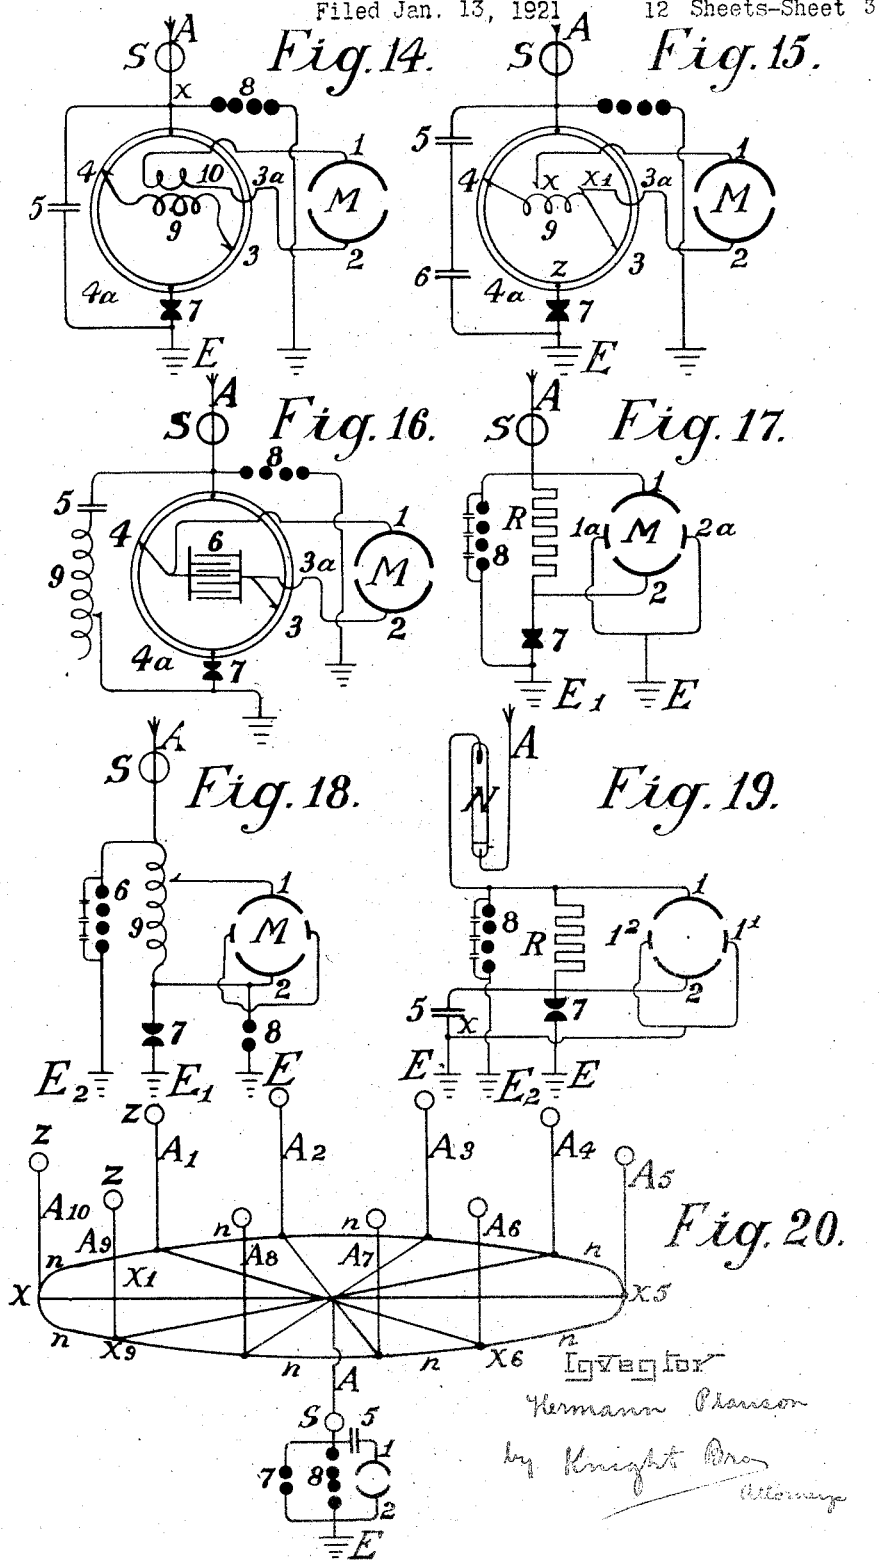 Filed Jan. 13, 1921 12 Sheets-Sheet 3
A A
S Fig. 14. S Fig. 15.
x 8
5 4 10 3a 1 M 5 4 x x1 3a 1 M
9 3 2 6 9 z 3 2
4a 7 4a 7
E E
A A
S Fig. 16. S Fig. 17.
8
5 4 6 3a 1 M R 8 1a 1 M 2a
9 3 2 2
4a 7 7
E1 E
A A
S Fig. 18. N Fig. 19.
6 9 1 M 8 R 1² 1 1¹
2 5 x 2
7 8 7
E2 E1 E E E2 E
z z z A1 A2 A3 A4 A5
A10 A9 A8 A7 A6 Fig. 20.
n n n n
X X1 X5
n X9 n n X6 n
A
S 5
7 8 1
2
E
Inventor
Hermann Plauson
by Knight Bro
Attorneys